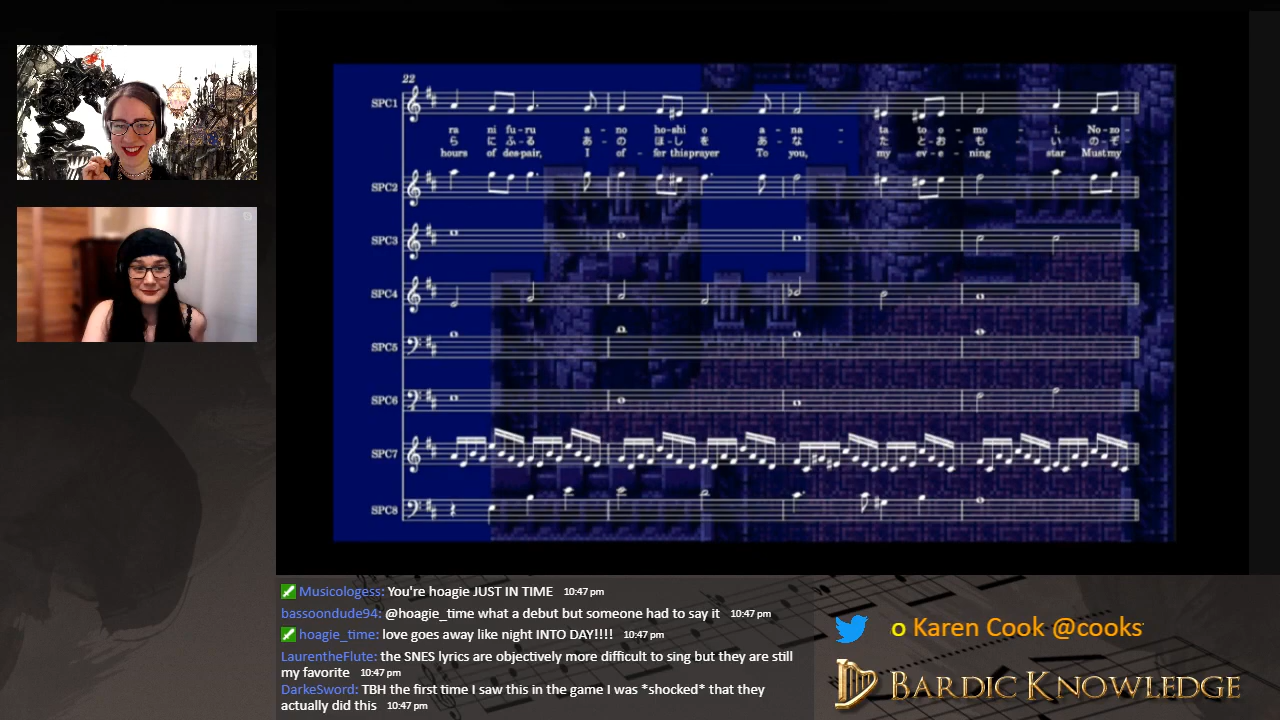 22
SPC1
ra ni fu - ru a - no ho - shi o a - na - ta to o - mo - i. No - zo -
ら に ふ - る あ - の ほ - し を あ - な - た と - お - も - い の - ぞ -
hours of des - pair, I of - fer this prayer To you, my ev - e - ning star Must my
SPC2
SPC3
SPC4
SPC5
SPC6
SPC7
SPC8
Musicologess: You're hoagie JUST IN TIME 10:47 pm
bassoondude94: @hoagie_time what a debut but someone had to say it 10:47 pm
hoagie_time: love goes away like night INTO DAY!!!! 10:47 pm
LaurentheFlute: the SNES lyrics are objectively more difficult to sing but they are still
my favorite 10:47 pm
DarkeSword: TBH the first time I saw this in the game I was *shocked* that they
actually did this 10:47 pm
o Karen Cook @cooks
BARDIC KNOWLEDGE